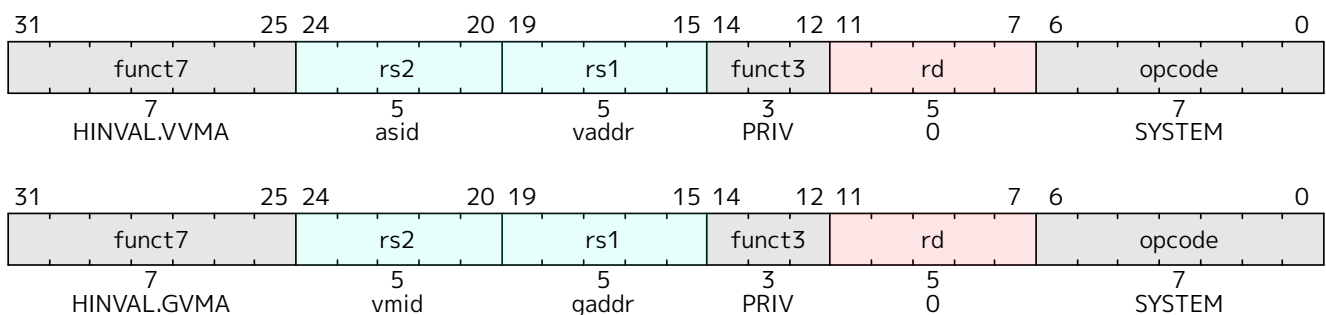 31 25 24 20 19 15 14 12 11 7 6 0
funct7 rs2 rs1 funct3 rd opcode
7 5 5 3 5 7
HINVAL.VVMA asid vaddr PRIV 0 SYSTEM
31 25 24 20 19 15 14 12 11 7 6 0
funct7 rs2 rs1 funct3 rd opcode
7 5 5 3 5 7
HINVAL.GVMA vmid gaddr PRIV 0 SYSTEM